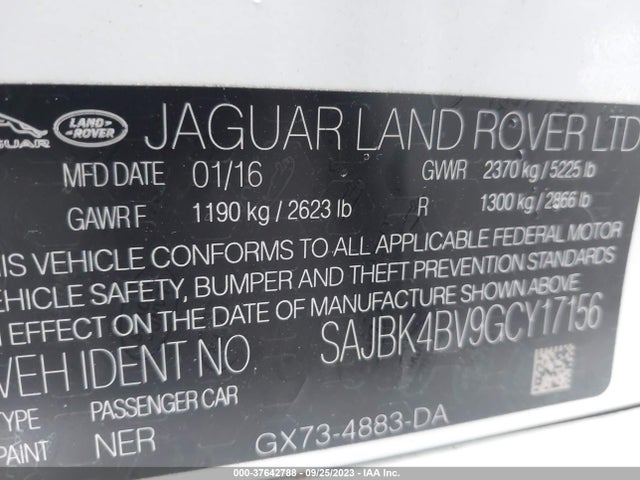 LAND ROVER JAGUAR LAND ROVER LTD
GUAR
MFD DATE 01/16 GVWR 2370 kg / 5225 lb
GAWR F 1190 kg / 2623 lb R 1300 kg / 2866 lb
IS VEHICLE CONFORMS TO ALL APPLICABLE FEDERAL MOTOR
EHICLE SAFETY, BUMPER AND THEFT PREVENTION STANDARDS
N EFFECT ON THE DATE OF MANUFACTURE SHOWN ABOVE
VEH IDENT NO SAJBK4BV9GCY17156
TYPE PASSENGER CAR
PAINT NER GX73-4883-DA
000-37642788 - 09/25/2023 - IAA Inc.